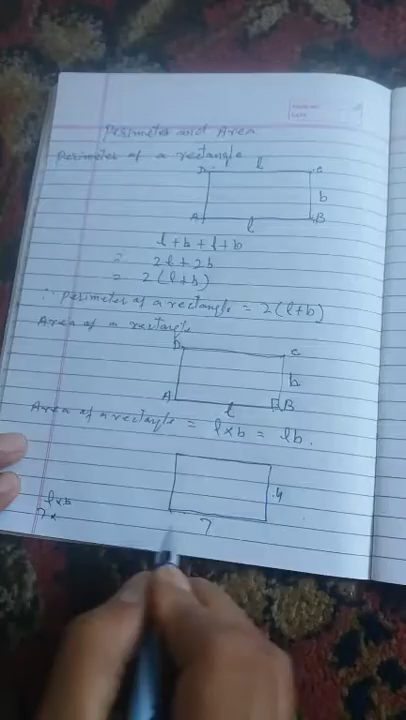 Perimeter and Area
Perimeter of a rectangle
l
D C
b
A B
l
l+b+l+b
= 2l+2b
= 2(l+b)
∴ perimeter of a rectangle = 2(l+b)
Area of a rectangle
D C
b
A B
l
Area of a rectangle = l×b = lb.
4
l×b
7×
7